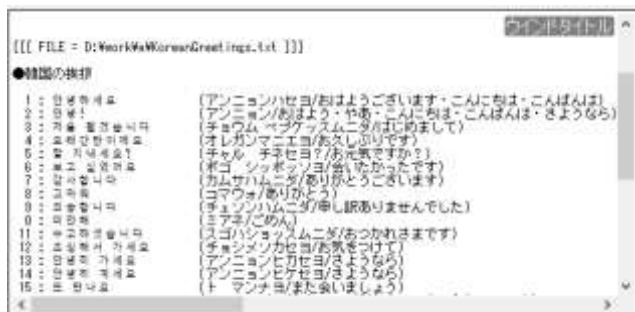 ウインドタイトル
[[[ FILE = D:¥work¥a¥KoreanGreetings.txt ]]]
●韓国の挨拶
1 : 안녕하세요 (アンニョンハセヨ/おはようございます・こんにちは・こんばんは)
2 : 안녕! (アンニョン/おはよう・やあ・こんにちは・こんばんは・さようなら)
3 : 처음 뵙겠습니다 (チョウム ベプケッスムニダ/はじめまして)
4 : 오래간만이에요 (オレガンマニエヨ/お久しぶりです)
5 : 잘 지내세요? (チャル チネセヨ?/お元気ですか?)
6 : 보고 싶었어요 (ポゴ シッポッソヨ/会いたかったです)
7 : 감사합니다 (カムサハムニダ/ありがとうございます)
8 : 고마워 (コマウォ/ありがとう)
9 : 죄송합니다 (チェソンハムニダ/申し訳ありませんでした)
10 : 미안해 (ミアネ/ごめん)
11 : 수고하셨습니다 (スゴハショッスムニダ/おつかれさまです)
12 : 조심해서 가세요 (チョシメソカセヨ/お気をつけて)
13 : 안녕히 가세요 (アンニョンヒカセヨ/さようなら)
14 : 안녕히 계세요 (アンニョンヒケセヨ/さようなら)
15 : 또 만나요 (ト マンナヨ/また会いましょう)